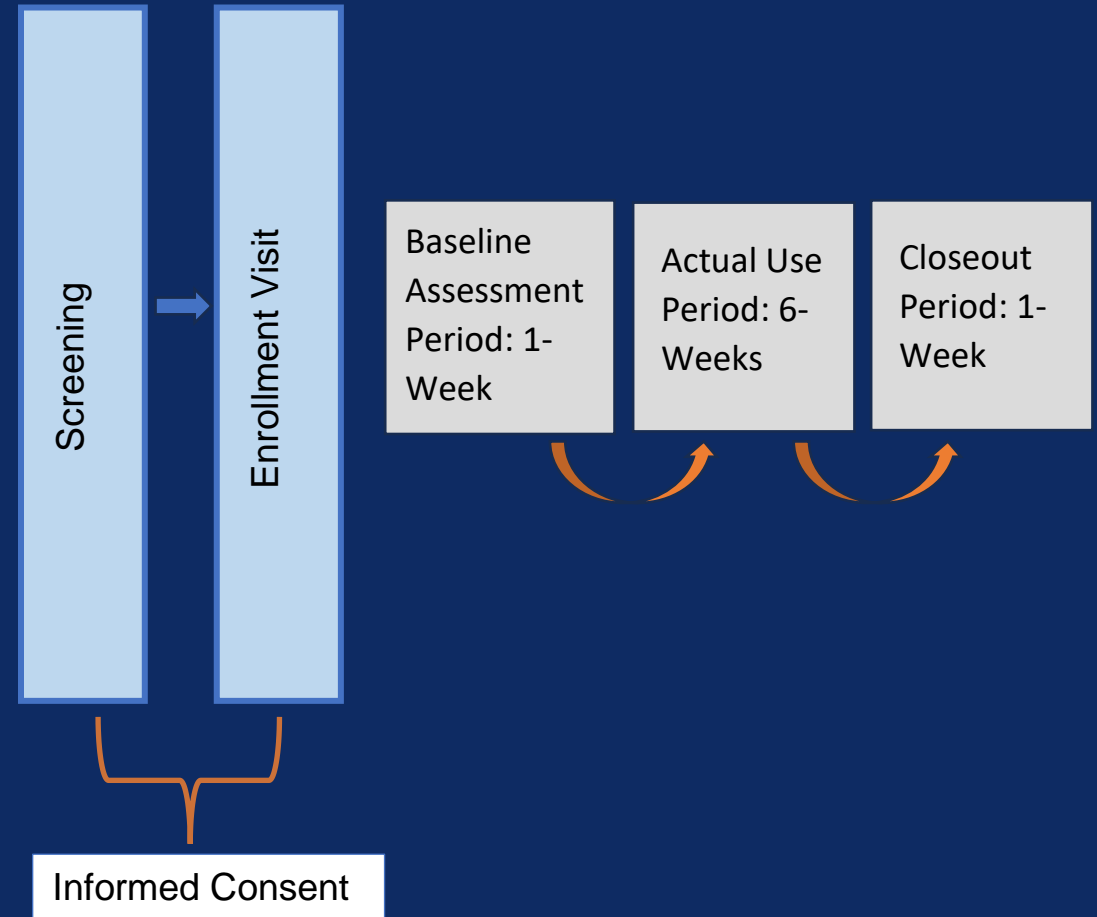 Screening
Enrollment Visit
Baseline
Assessment
Period: 1-
Week
Actual Use
Period: 6-
Weeks
Closeout
Period: 1-
Week
Informed Consent